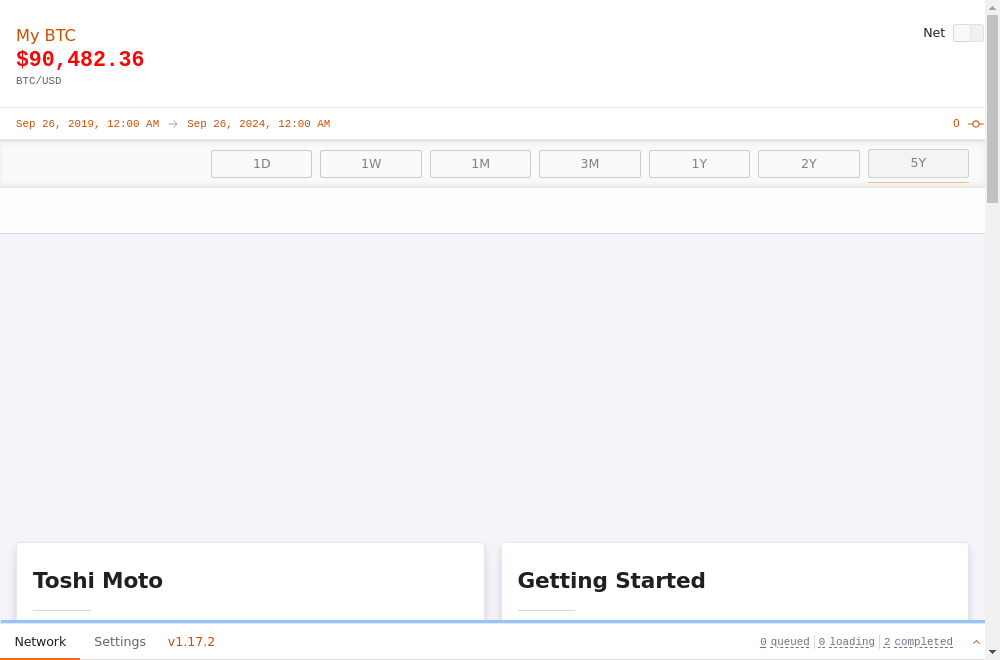 My BTC
Net
$90,482.36
BTC/USD
Sep 26, 2019, 12:00 AM → Sep 26, 2024, 12:00 AM
0
1D 1W 1M 3M 1Y 2Y 5Y
Toshi Moto
Getting Started
Network Settings v1.17.2 0 queued 0 loading 2 completed